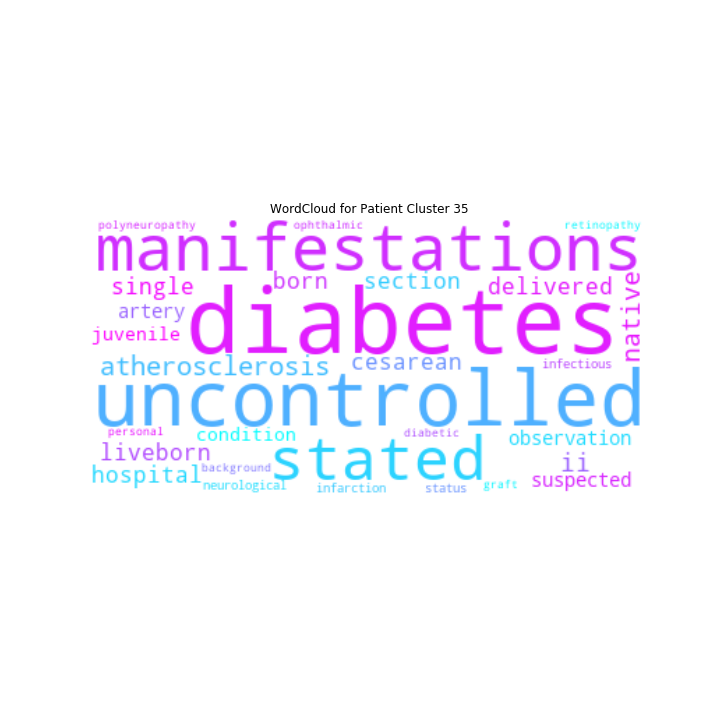 WordCloud for Patient Cluster 35
polyneuropathy ophthalmic retinopathy
manifestations
single born section delivered
native
artery diabetes
juvenile
atherosclerosis cesarean infectious
uncontrolled
personal condition diabetic observation
liveborn stated ii
hospital background suspected
neurological infarction status graft